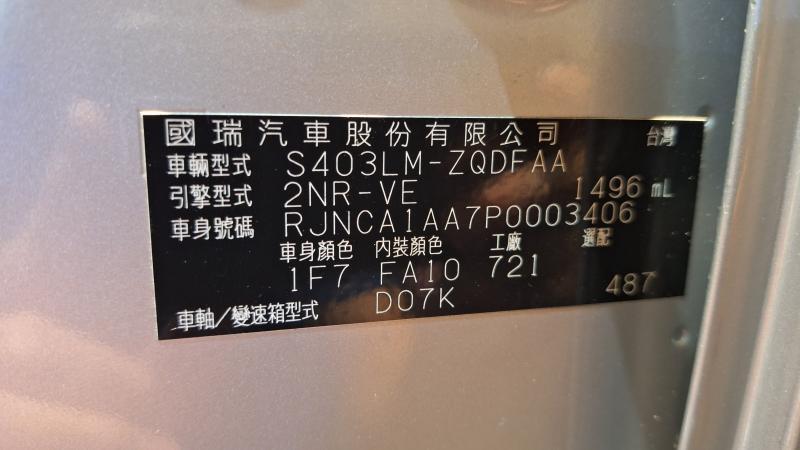 國瑞汽車股份有限公司 台灣
車輛型式 S403LM-ZQDFAA
引擎型式 2NR-VE 1496 mL
車身號碼 RJNCA1AA7P0003406
車身顏色 內裝顏色 工廠 選配
1F7 FA10 721 487
車軸/變速箱型式 D07K